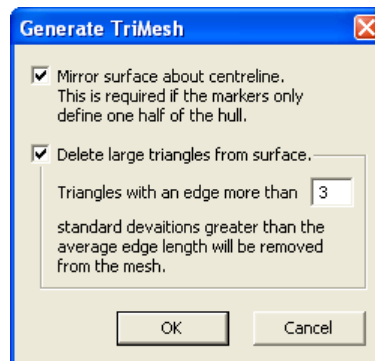 Generate TriMesh
Mirror surface about centreline.
This is required if the markers only
define one half of the hull.
Delete large triangles from surface.
Triangles with an edge more than 3
standard devaitions greater than the
average edge length will be removed
from the mesh.
OK Cancel